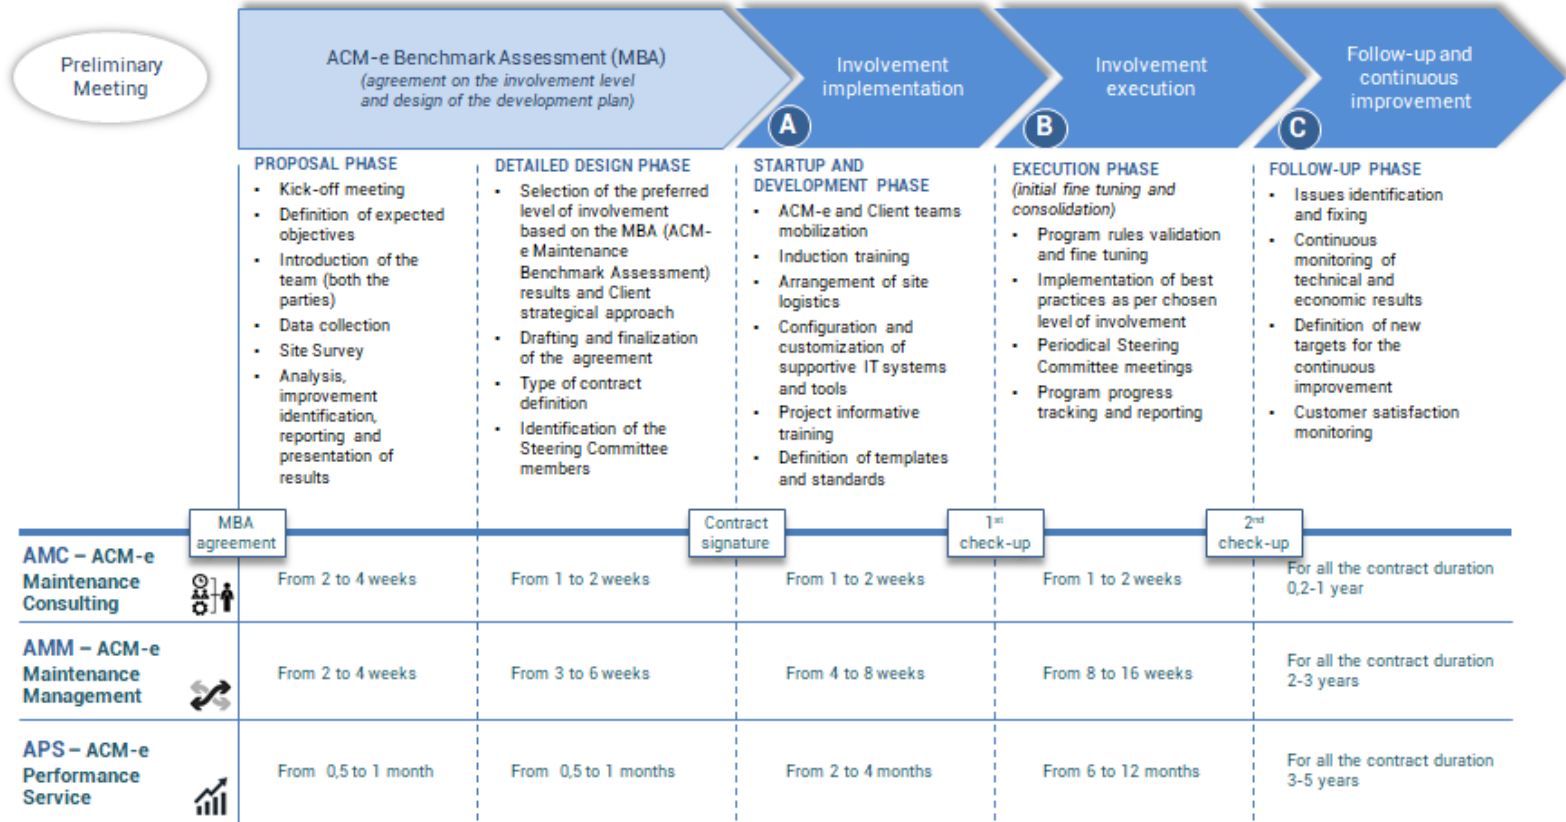 Preliminary
Meeting
ACM-e Benchmark Assessment (MBA)
(agreement on the involvement level
and design of the development plan)
A
Involvement
implementation
B
Involvement
execution
C
Follow-up and
continuous
improvement
PROPOSAL PHASE
▪ Kick-off meeting
▪ Definition of expected
objectives
▪ Introduction of the
team (both the
parties)
▪ Data collection
▪ Site Survey
▪ Analysis,
improvement
identification,
reporting and
presentation of
results
DETAILED DESIGN PHASE
▪ Selection of the preferred
level of involvement
based on the MBA (ACM-
e Maintenance
Benchmark Assessment)
results and Client
strategical approach
▪ Drafting and finalization
of the agreement
▪ Type of contract
definition
▪ Identification of the
Steering Committee
members
STARTUP AND
DEVELOPMENT PHASE
▪ ACM-e and Client teams
mobilization
▪ Induction training
▪ Arrangement of site
logistics
▪ Configuration and
customization of
supportive IT systems
and tools
▪ Project informative
training
▪ Definition of templates
and standards
EXECUTION PHASE
(initial fine tuning and
consolidation)
▪ Program rules validation
and fine tuning
▪ Implementation of best
practices as per chosen
level of involvement
▪ Periodical Steering
Committee meetings
▪ Program progress
tracking and reporting
FOLLOW-UP PHASE
▪ Issues identification
and fixing
▪ Continuous
monitoring of
technical and
economic results
▪ Definition of new
targets for the
continuous
improvement
▪ Customer satisfaction
monitoring
MBA
agreement
Contract
signature
1st
check-up
2nd
check-up
AMC – ACM-e
Maintenance
Consulting
From 2 to 4 weeks
From 1 to 2 weeks
From 1 to 2 weeks
From 1 to 2 weeks
For all the contract duration
0,2-1 year
AMM – ACM-e
Maintenance
Management
From 2 to 4 weeks
From 3 to 6 weeks
From 4 to 8 weeks
From 8 to 16 weeks
For all the contract duration
2-3 years
APS – ACM-e
Performance
Service
From 0,5 to 1 month
From 0,5 to 1 months
From 2 to 4 months
From 6 to 12 months
For all the contract duration
3-5 years